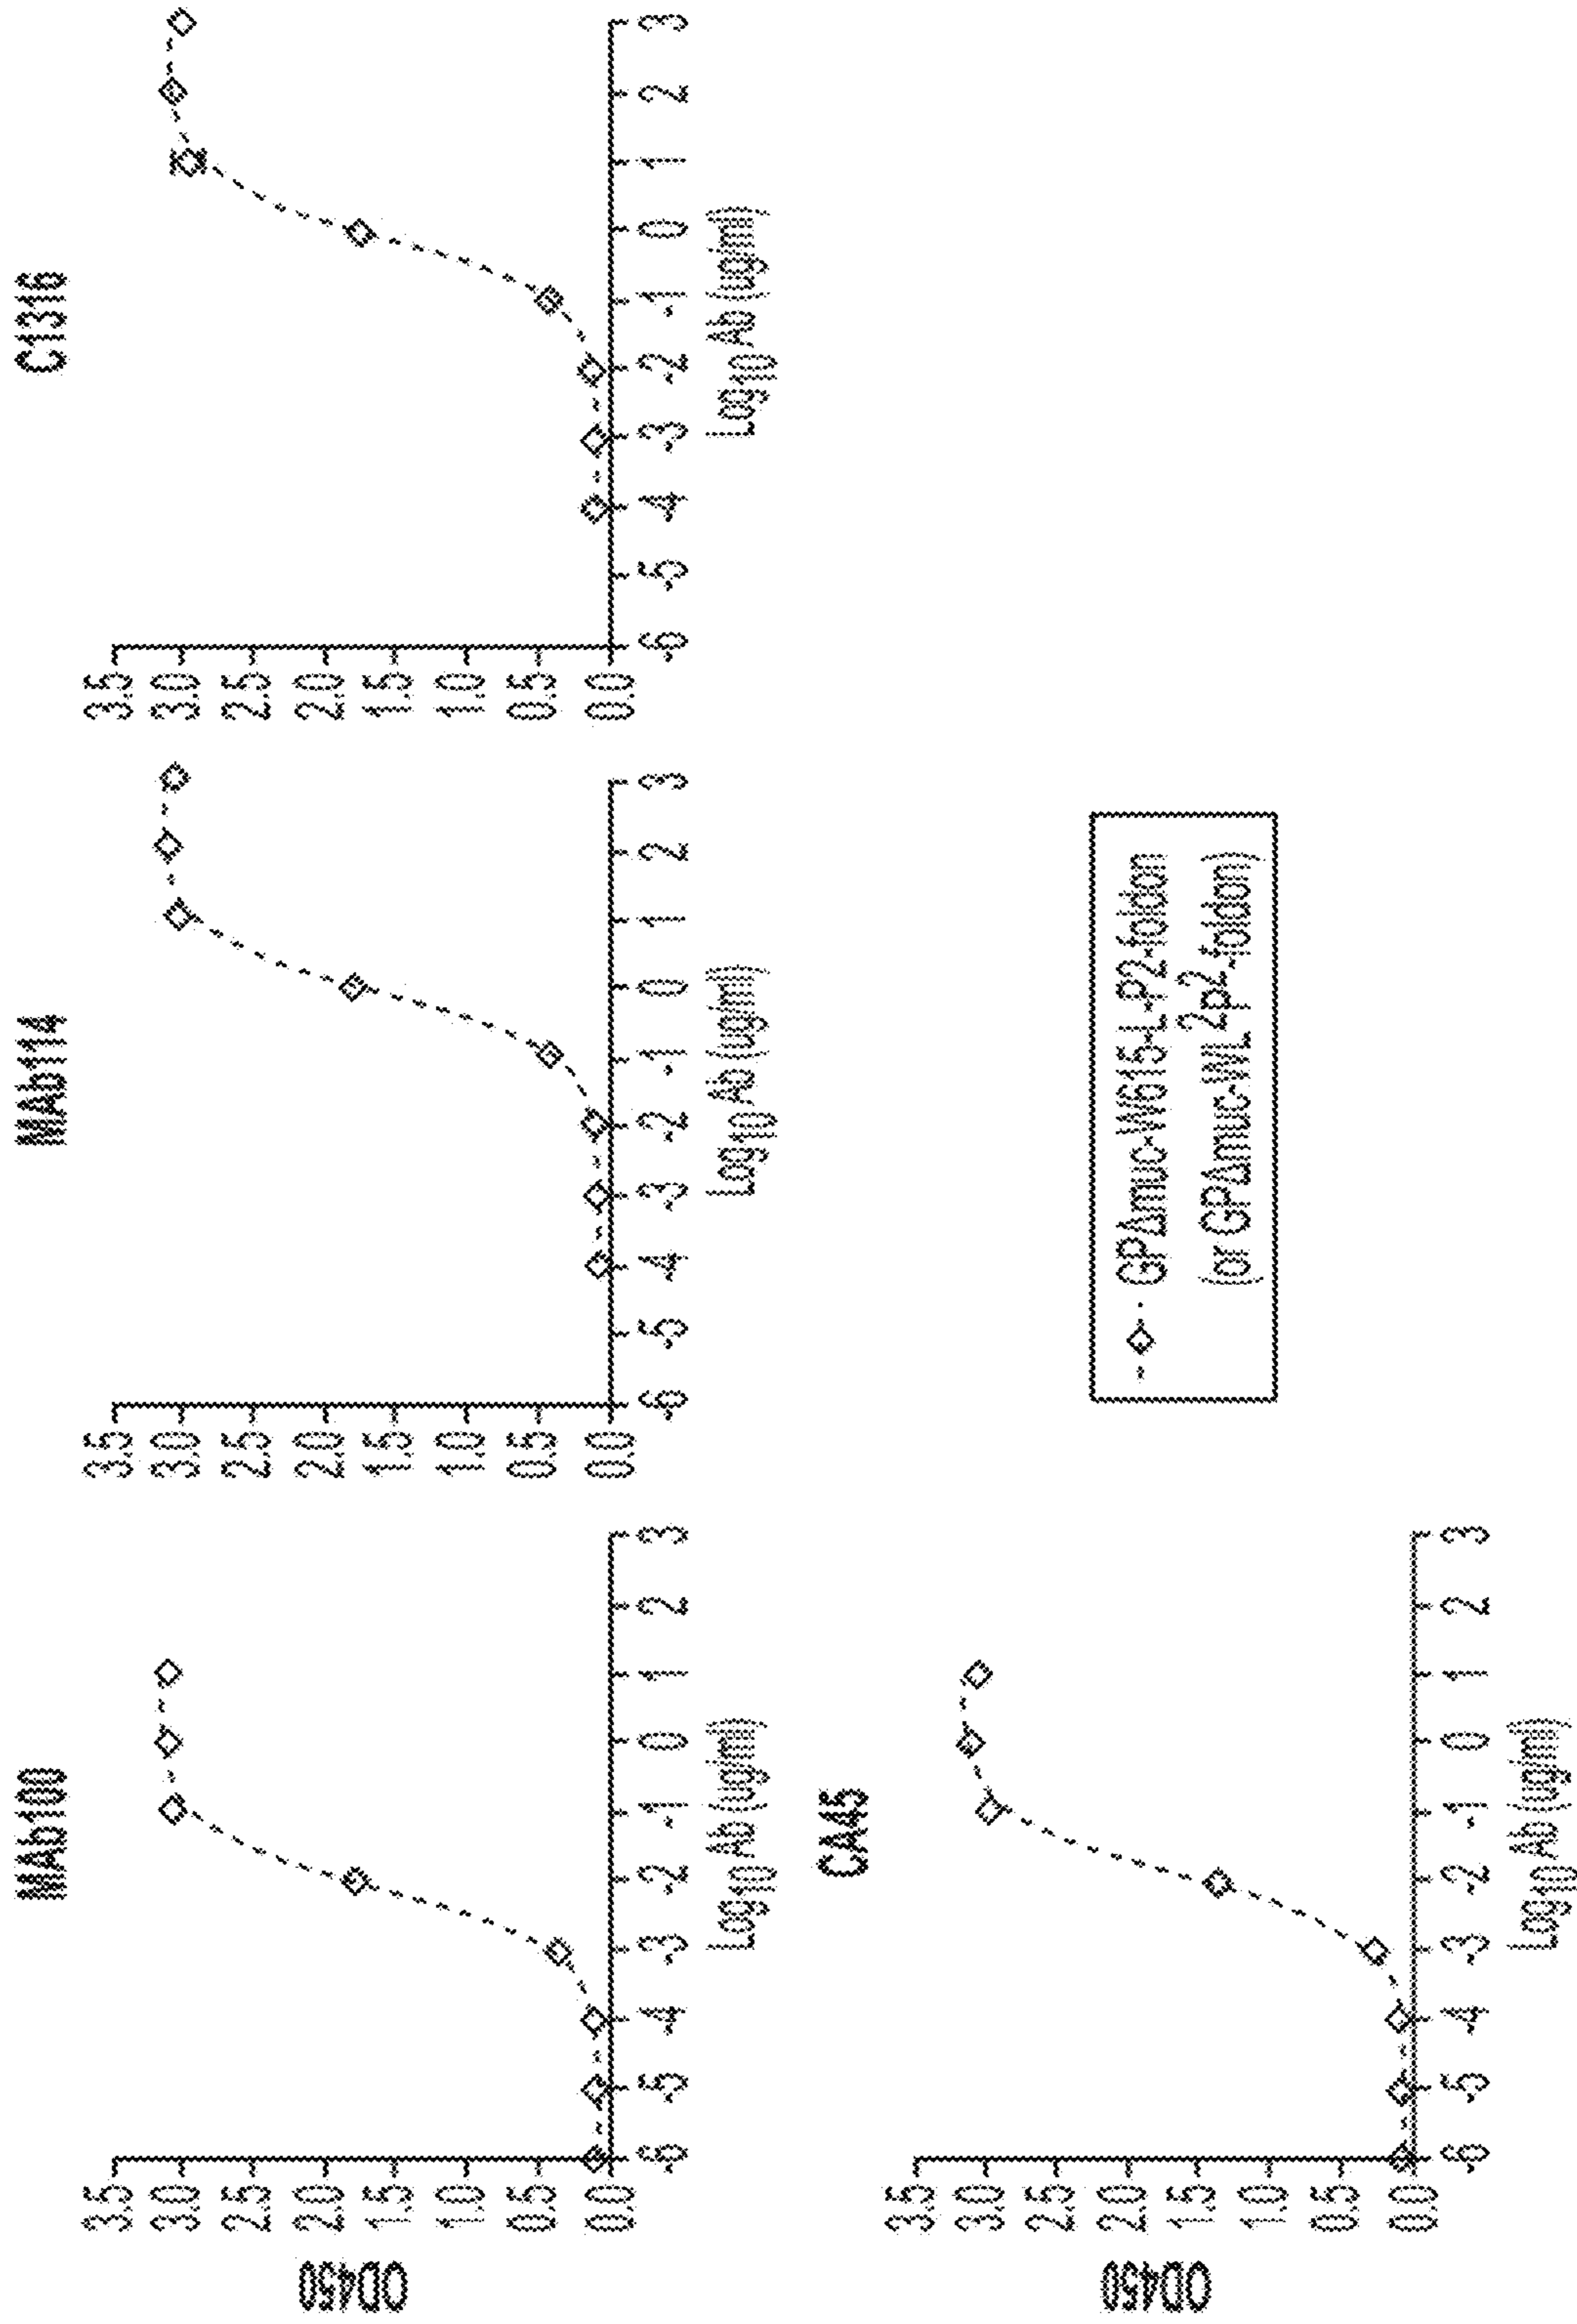 MAb100
OD450
3.5
3.0
2.5
2.0
1.5
1.0
0.5
0.0
-6 -5 -4 -3 -2 -1 0 1 2 3
Log10 Ab (ug/ml)
MAb114
3.5
3.0
2.5
2.0
1.5
1.0
0.5
0.0
-6 -5 -4 -3 -2 -1 0 1 2 3
Log10 Ab (ug/ml)
C1316
3.5
3.0
2.5
2.0
1.5
1.0
0.5
0.0
-6 -5 -4 -3 -2 -1 0 1 2 3
Log10 Ab (ug/ml)
CA45
OD450
3.5
3.0
2.5
2.0
1.5
1.0
0.5
0.0
-6 -5 -4 -3 -2 -1 0 1 2 3
Log10 Ab (ug/ml)
GPΔmuc-W615-L-P2-foldon
(or GPΔmuc-WL²P²-foldon)